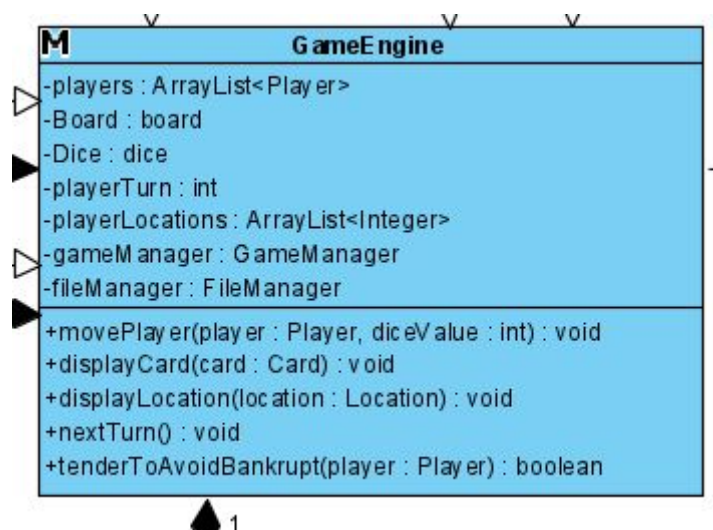 M GameEngine
-players : ArrayList<Player>
-Board : board
-Dice : dice
-playerTurn : int
-playerLocations : ArrayList<Integer>
-gameManager : GameManager
-fileManager : FileManager
+movePlayer(player : Player, diceValue : int) : void
+displayCard(card : Card) : void
+displayLocation(location : Location) : void
+nextTurn() : void
+tenderToAvoidBankrupt(player : Player) : boolean
1